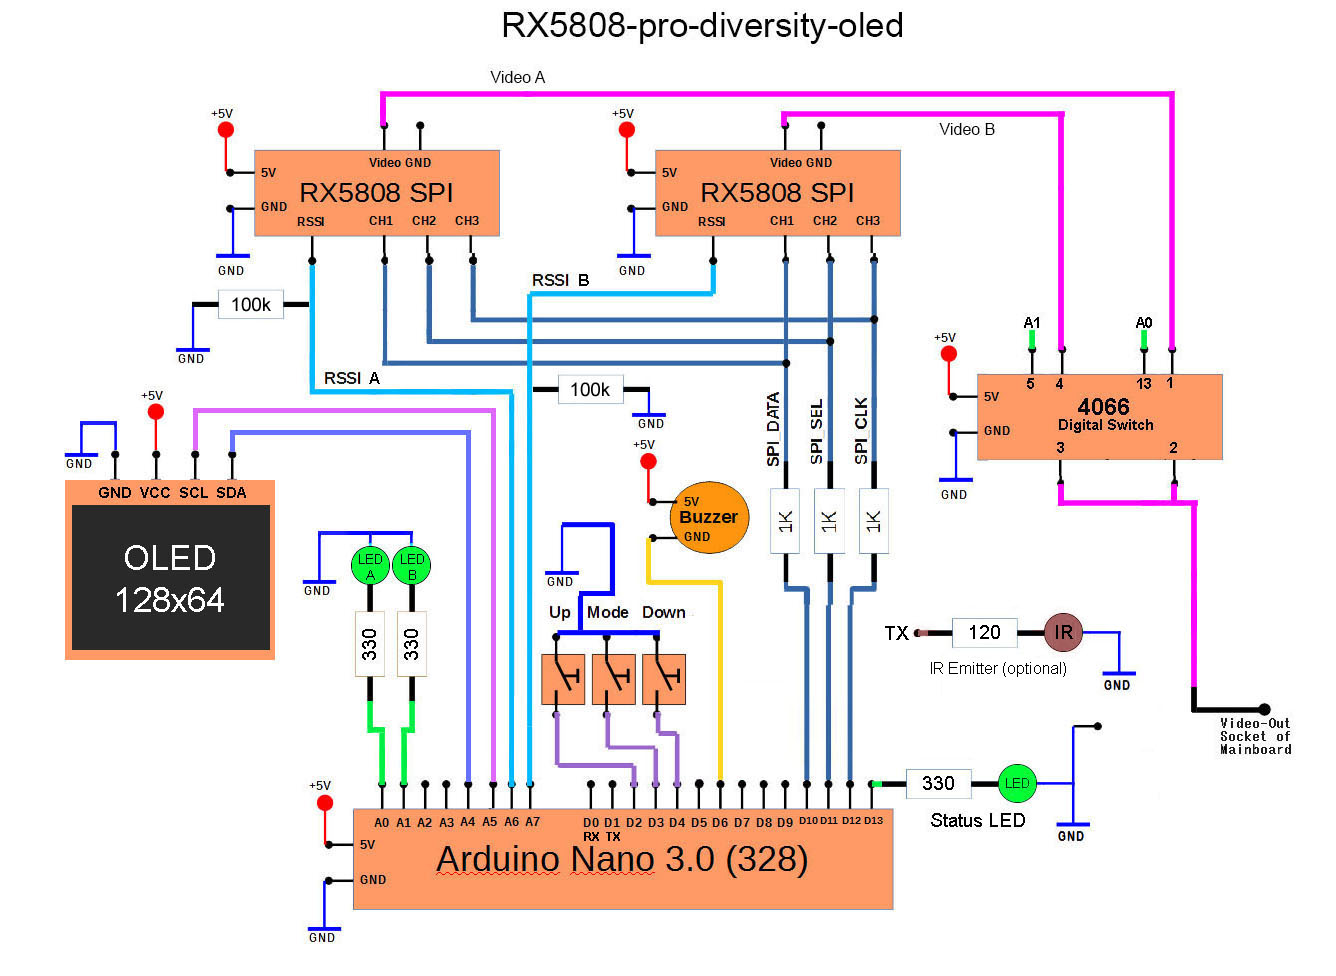 RX5808-pro-diversity-oled
Video A
+5V
+5V
Video B
Video GND
5V
RX5808 SPI
GND
RSSI CH1 CH2 CH3
GND
Video GND
5V
RX5808 SPI
GND
RSSI CH1 CH2 CH3
GND
RSSI B
100k
GND
RSSI A
100k
GND
A1 A0
+5V
5 4 13 1
5V
4066
Digital Switch
GND
3 2
GND
SPI_DATA
SPI_SEL
SPI_CLK
1K
1K
1K
+5V
GND
GND VCC SCL SDA
OLED
128x64
+5V
5V
Buzzer
GND
LED
A
LED
B
GND
330
330
GND
Up Mode Down
TX
120
IR
IR Emitter (optional)
GND
Video-Out
Socket of
Mainboard
330
LED
Status LED
GND
+5V
A0 A1 A2 A3 A4 A5 A6 A7 D0 D1 D2 D3 D4 D5 D6 D7 D8 D9 D10 D11 D12 D13
RX TX
5V
Arduino Nano 3.0 (328)
GND
GND